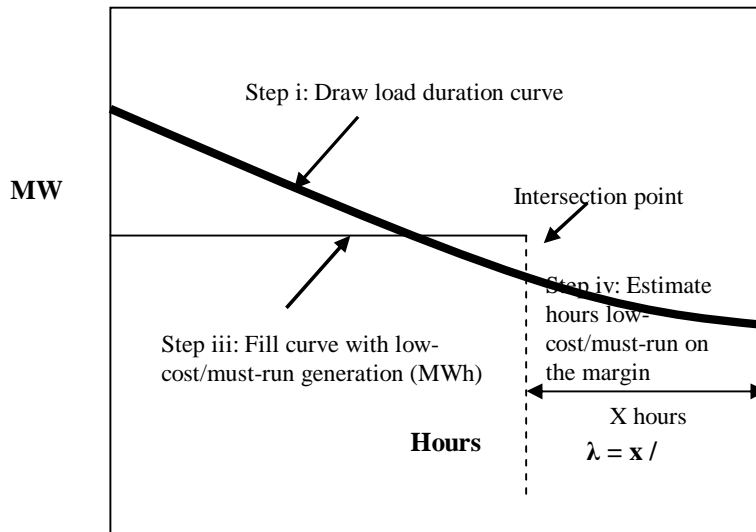 Step i: Draw load duration curve
MW
Intersection point
Step iv: Estimate
hours low-
cost/must-run on
the margin
Step iii: Fill curve with low-
cost/must-run generation (MWh)
X hours
Hours
λ = x /